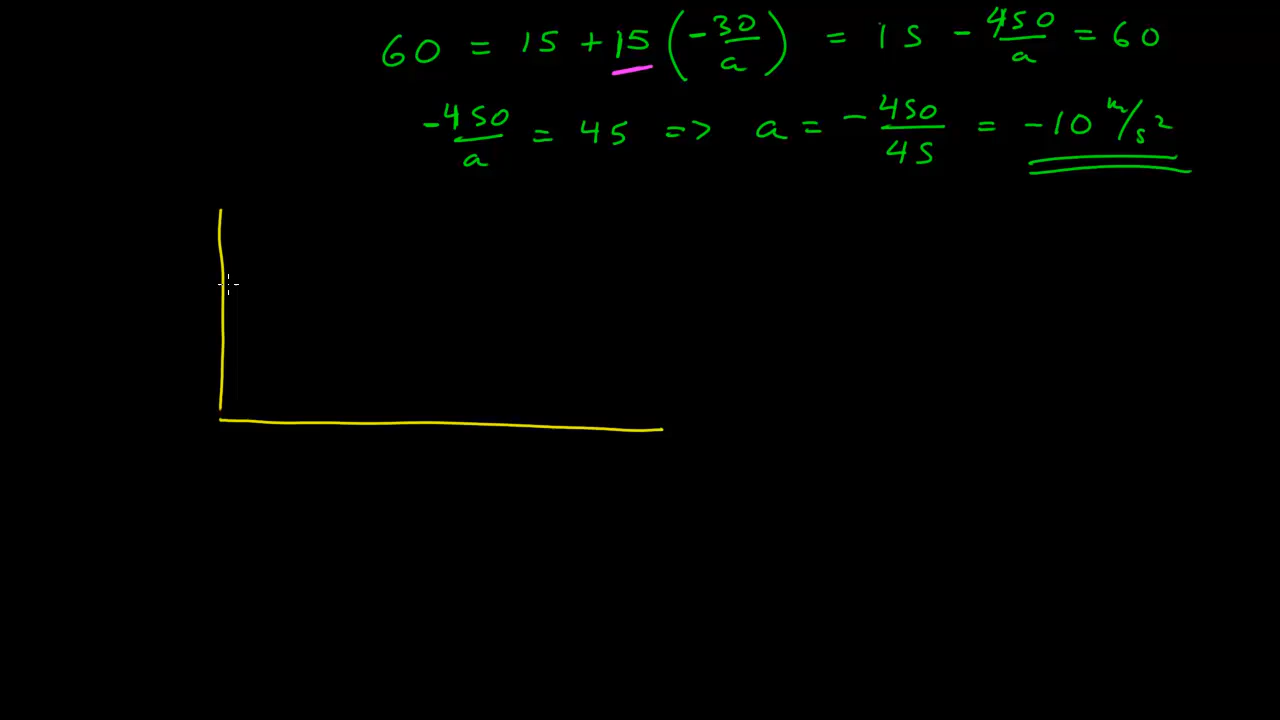 60 = 15 + 15 (-30/a) = 15 - 450/a = 60
-450/a = 45 => a = -450/45 = -10 m/s²